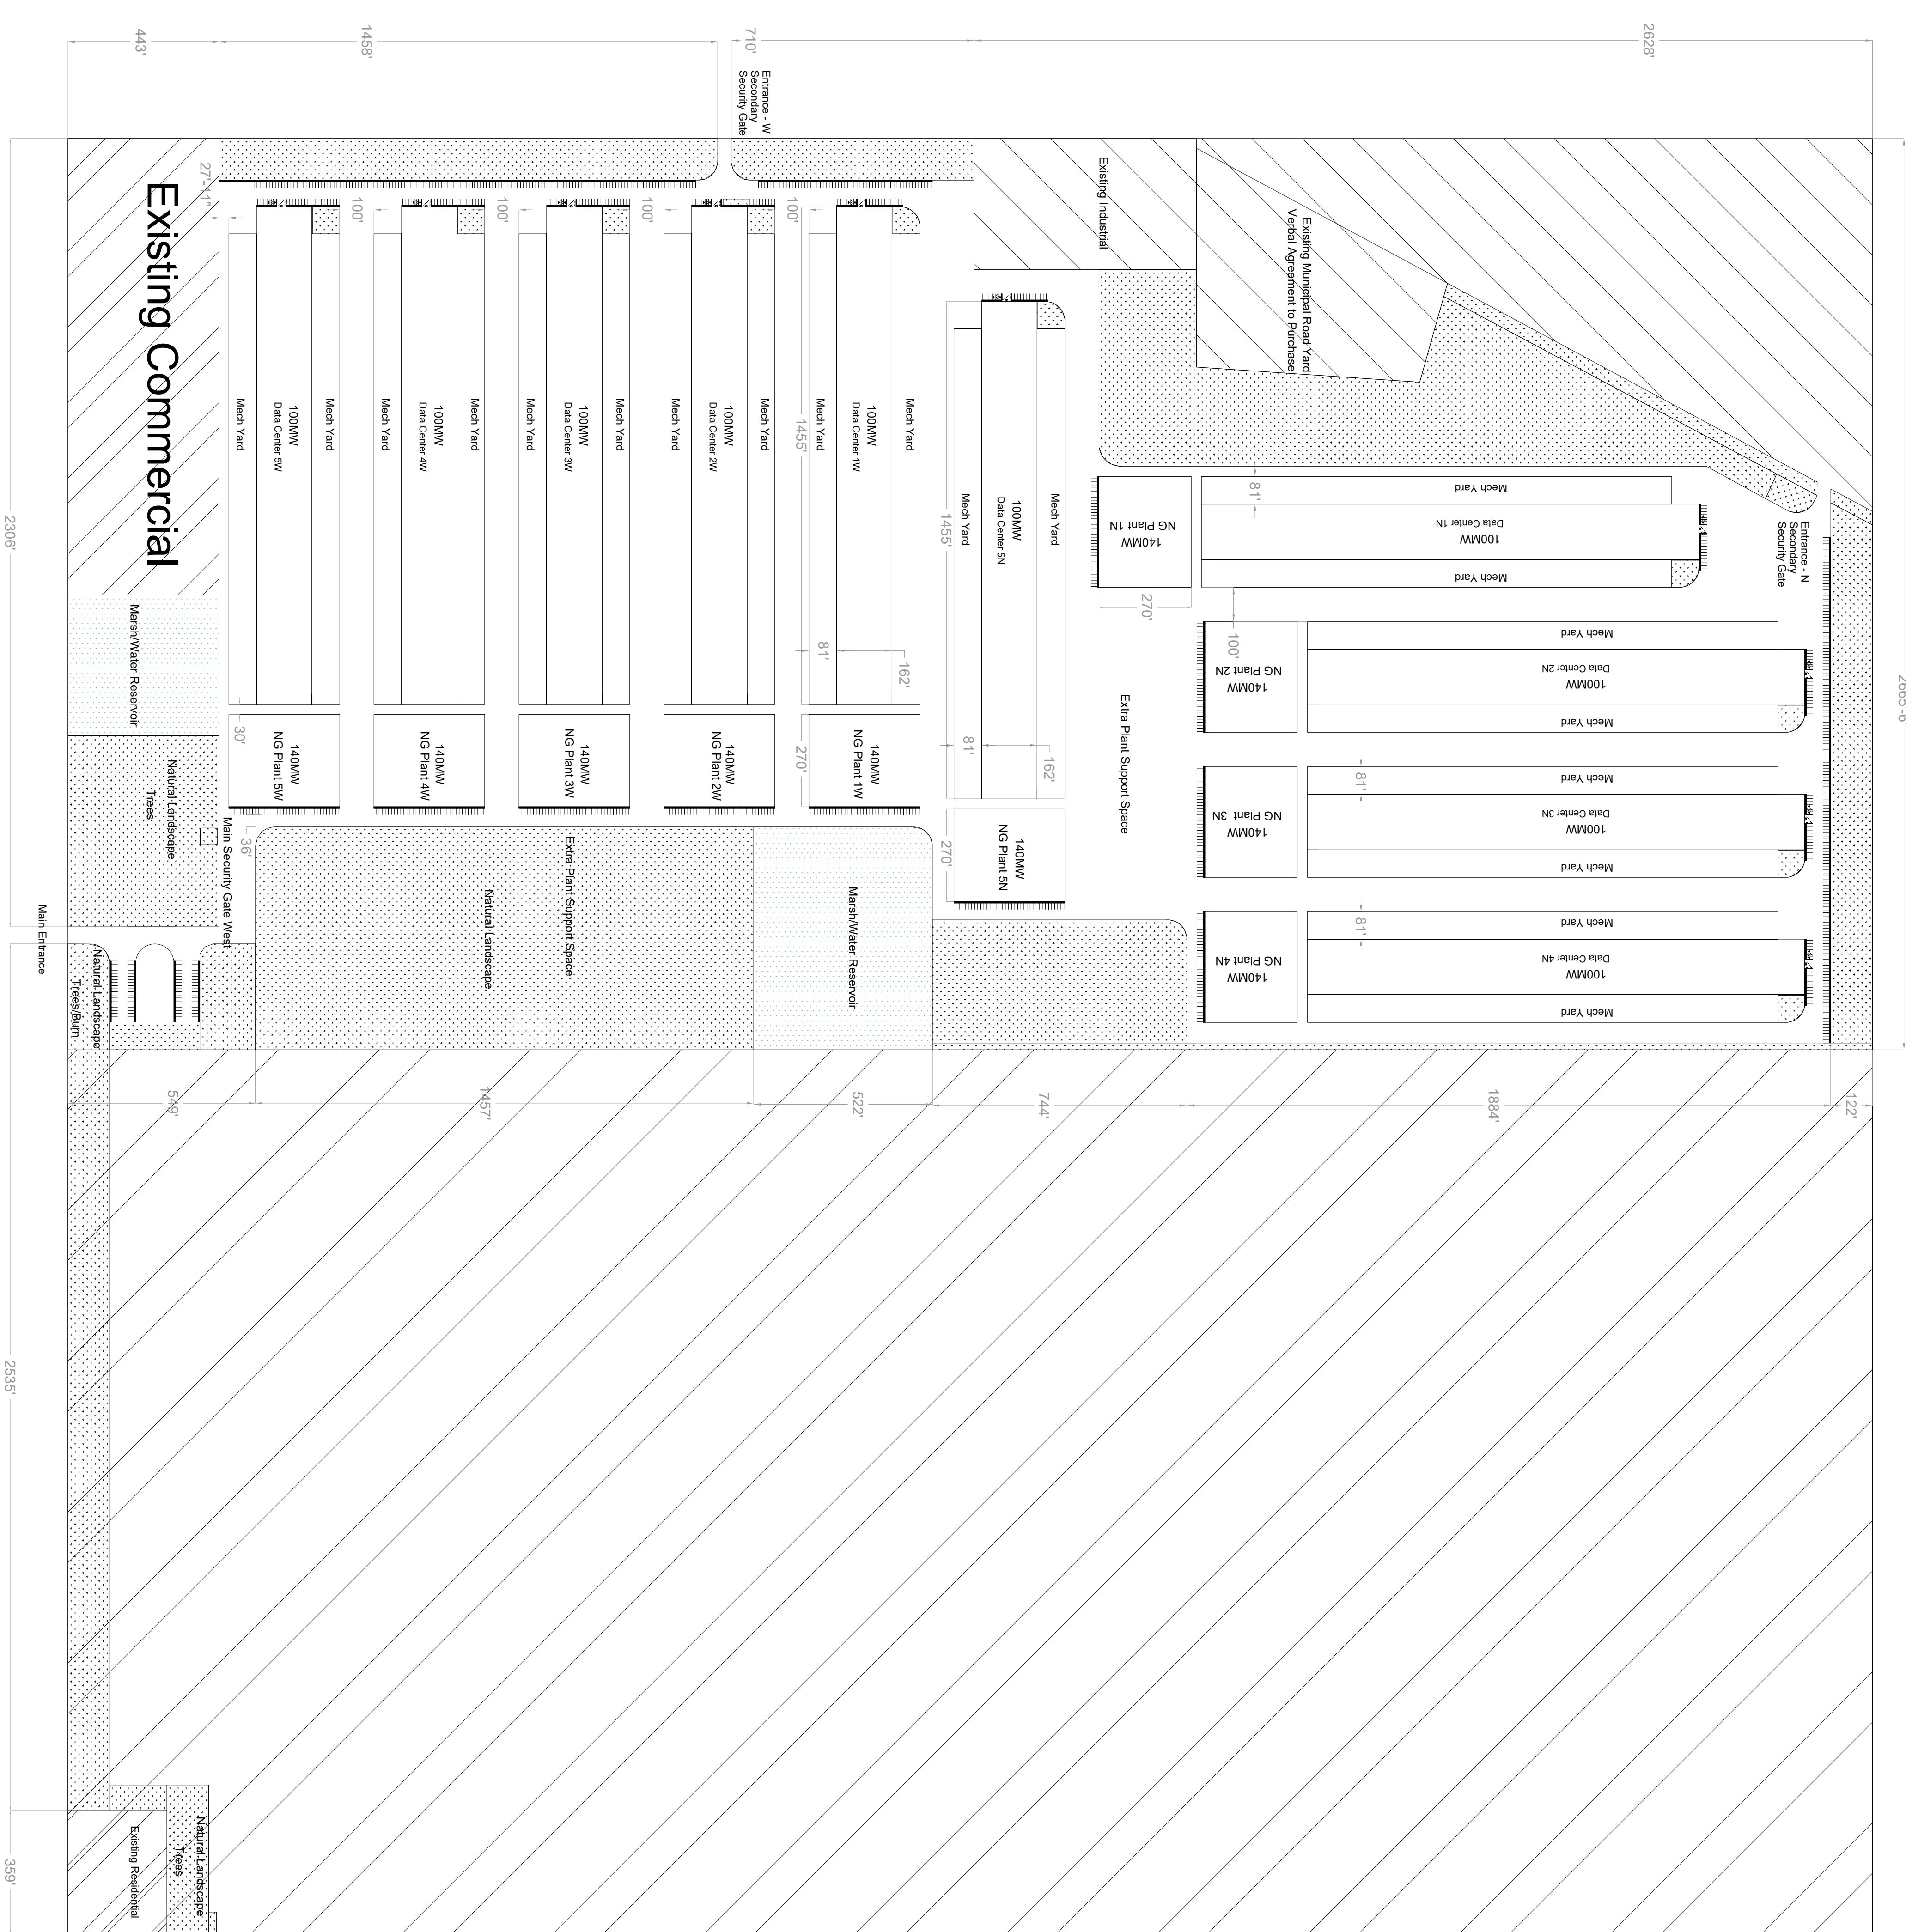 443'
1458'
710'
2628'
Entrance - W
Secondary
Security Gate
27'-11"
Existing Commercial
100'
100'
100'
100'
Existing Industrial
Existing Municipal Road Yard
Verbal Agreement to Purchase
Mech Yard
100MW
Data Center 5W
Mech Yard
Mech Yard
100MW
Data Center 4W
Mech Yard
Mech Yard
100MW
Data Center 3W
Mech Yard
Mech Yard
100MW
Data Center 2W
Mech Yard
1455'
Mech Yard
100MW
Data Center 1W
Mech Yard
81'
162'
1455'
Mech Yard
100MW
Data Center 5N
Mech Yard
81'
162'
140MW
NG Plant 1N
270'
81'
Mech Yard
Data Center 1N
100MW
Mech Yard
Entrance - N
Secondary
Security Gate
100'
140MW
NG Plant 2N
Mech Yard
Data Center 2N
100MW
Mech Yard
140MW
NG Plant 3N
81'
Mech Yard
Data Center 3N
100MW
Mech Yard
140MW
NG Plant 4N
81'
Mech Yard
Data Center 4N
100MW
Mech Yard
2306'
Marsh/Water Reservoir
30'
140MW
NG Plant 5W
140MW
NG Plant 4W
140MW
NG Plant 3W
140MW
NG Plant 2W
270'
140MW
NG Plant 1W
270'
140MW
NG Plant 5N
Extra Plant Support Space
Natural Landscape
Trees
Main Security Gate West
36'
Extra Plant Support Space
Natural Landscape
Marsh/Water Reservoir
Main Entrance
Natural Landscape
Trees/Burn
549'
1457'
522'
744'
1884'
122'
2535'
Existing Residential
Natural Landscape
Trees
359'